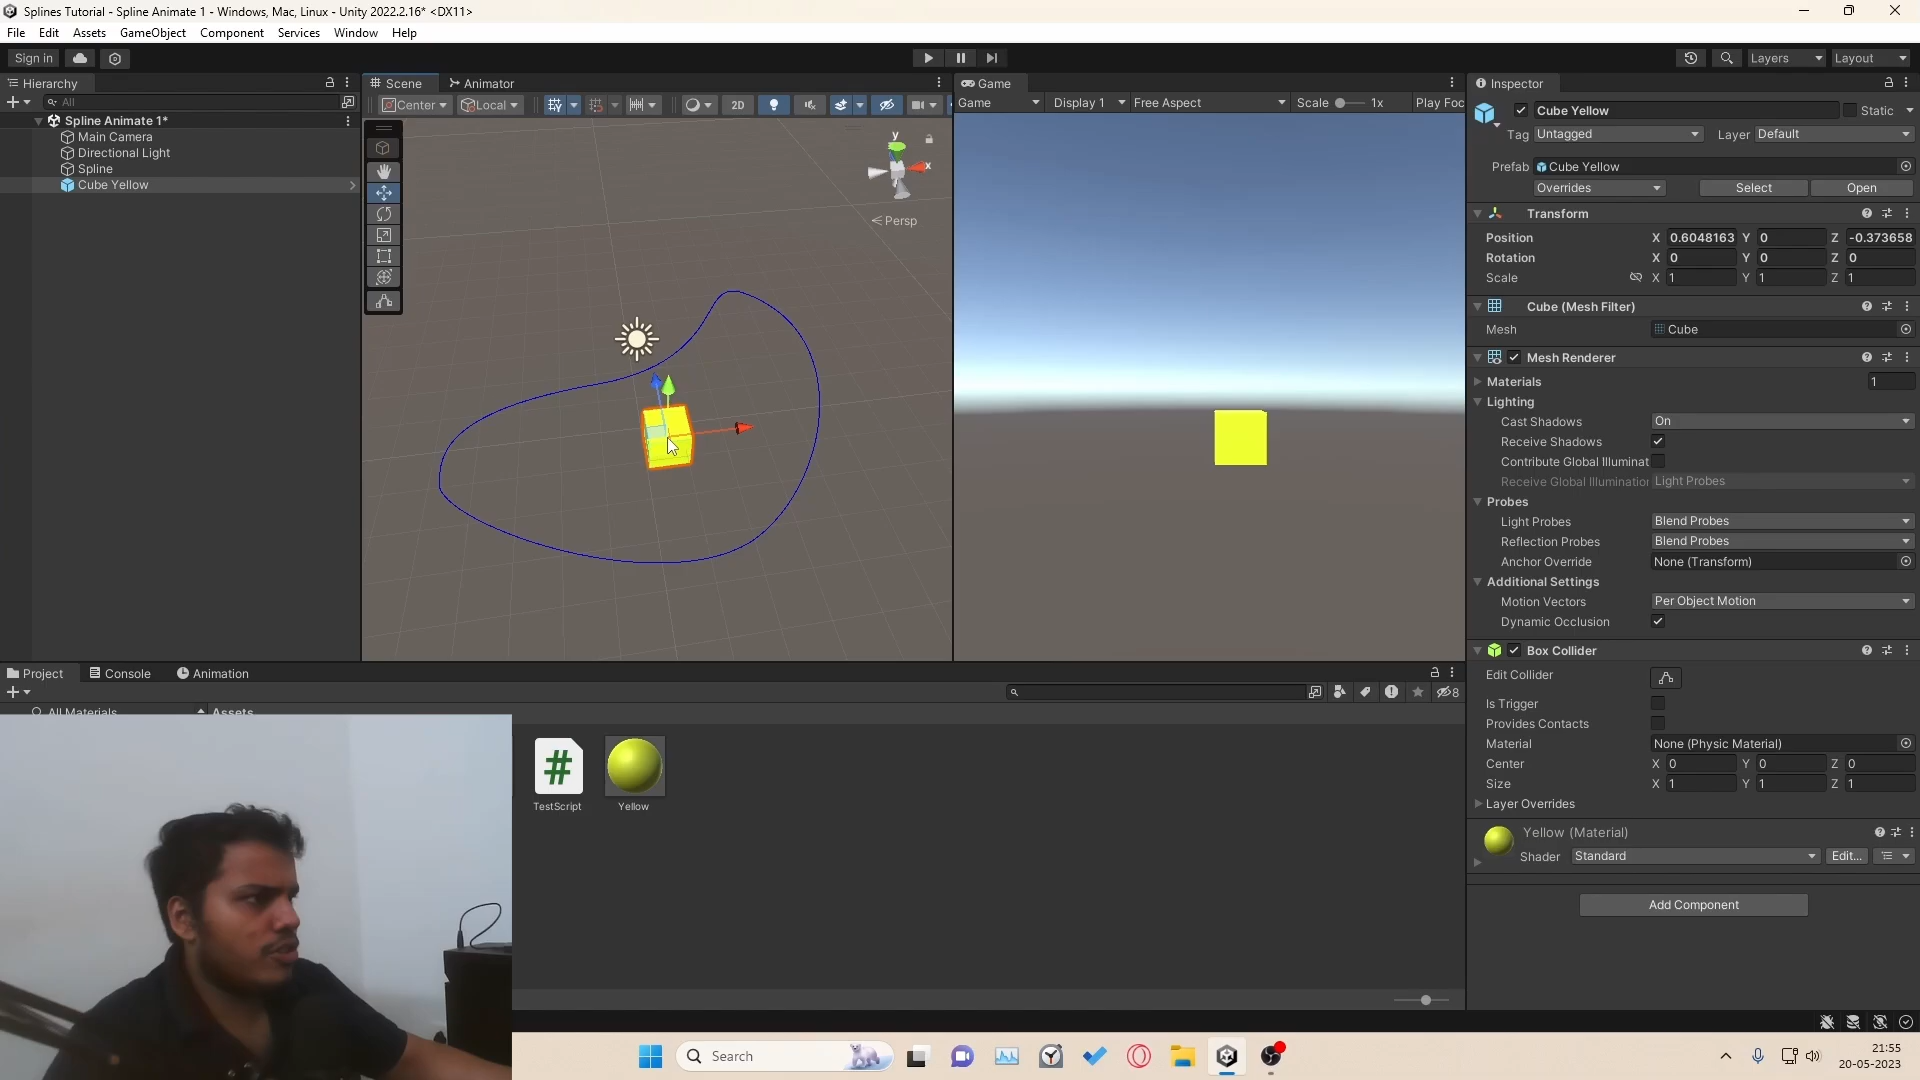 Splines Tutorial - Spline Animate 1 - Windows, Mac, Linux - Unity 2022.2.16* <DX11>
File Edit Assets GameObject Component Services Window Help
Sign in Layers Layout
Hierarchy
All
Spline Animate 1*
Main Camera
Directional Light
Spline
Cube Yellow
Scene Animator
Center Local 2D
y
x
Persp
Game
Game Display 1 Free Aspect Scale 1x Play Foc
Inspector
Cube Yellow Static
Tag Untagged Layer Default
Prefab Cube Yellow
Overrides Select Open
Transform
Position X 0.6048163 Y 0 Z -0.373658
Rotation X 0 Y 0 Z 0
Scale X 1 Y 1 Z 1
Cube (Mesh Filter)
Mesh Cube
Mesh Renderer
Materials 1
Lighting
Cast Shadows On
Receive Shadows
Contribute Global Illuminat
Receive Global Illumination Light Probes
Probes
Light Probes Blend Probes
Reflection Probes Blend Probes
Anchor Override None (Transform)
Additional Settings
Motion Vectors Per Object Motion
Dynamic Occlusion
Box Collider
Edit Collider
Is Trigger
Provides Contacts
Material None (Physic Material)
Center X 0 Y 0 Z 0
Size X 1 Y 1 Z 1
Layer Overrides
Yellow (Material)
Shader Standard Edit...
Add Component
Project Console Animation
8
All Materials Assets
TestScript Yellow
Search
21:55
20-05-2023